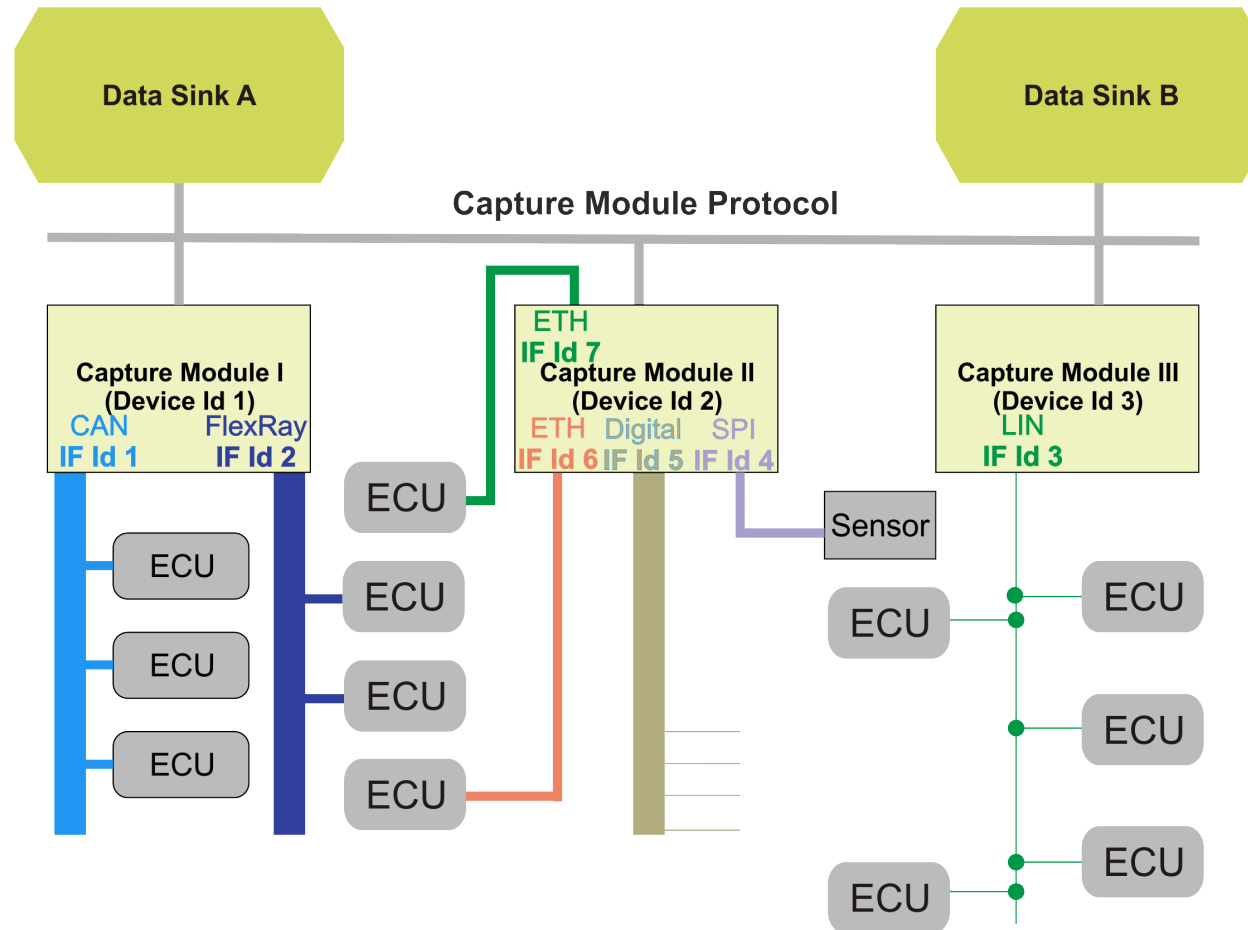 Data Sink A
Data Sink B
Capture Module Protocol
Capture Module I
(Device Id 1)
CAN
IF Id 1
FlexRay
IF Id 2
ETH
IF Id 7
Capture Module II
(Device Id 2)
ETH
IF Id 6
Digital
IF Id 5
SPI
IF Id 4
Capture Module III
(Device Id 3)
LIN
IF Id 3
ECU
ECU
ECU
ECU
ECU
ECU
ECU
Sensor
ECU
ECU
ECU
ECU
ECU